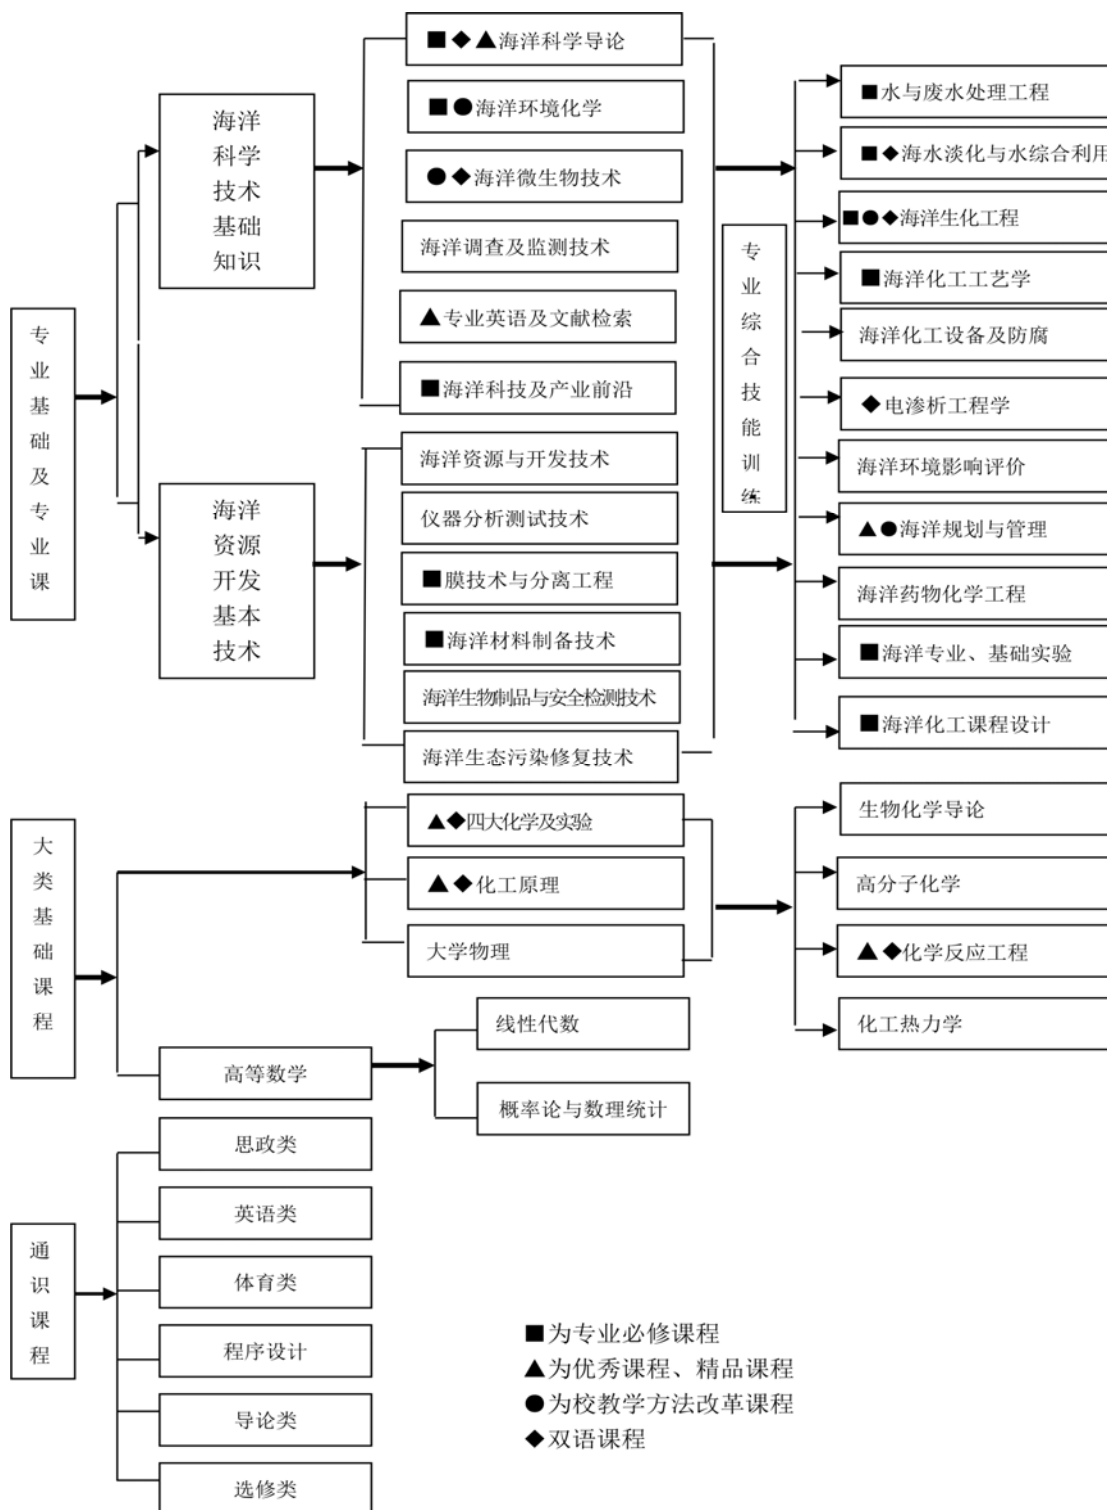 专业基础及专业课
海洋
科学
技术
基础
知识
海洋
资源
开发
基本
技术
■◆▲海洋科学导论
■●海洋环境化学
●◆海洋微生物技术
海洋调查及监测技术
▲专业英语及文献检索
■海洋科技及产业前沿
海洋资源与开发技术
仪器分析测试技术
■膜技术与分离工程
■海洋材料制备技术
海洋生物制品与安全检测技术
海洋生态污染修复技术
专业综合技能训练
■水与废水处理工程
■◆海水淡化与水综合利用
■●◆海洋生化工程
■海洋化工工艺学
海洋化工设备及防腐
◆电渗析工程学
海洋环境影响评价
▲●海洋规划与管理
海洋药物化学工程
■海洋专业、基础实验
■海洋化工课程设计
大类基础课程
▲◆四大化学及实验
▲◆化工原理
大学物理
生物化学导论
高分子化学
▲◆化学反应工程
化工热力学
高等数学
线性代数
概率论与数理统计
通识课程
思政类
英语类
体育类
程序设计
导论类
选修类
■为专业必修课程
▲为优秀课程、精品课程
●为校教学方法改革课程
◆双语课程